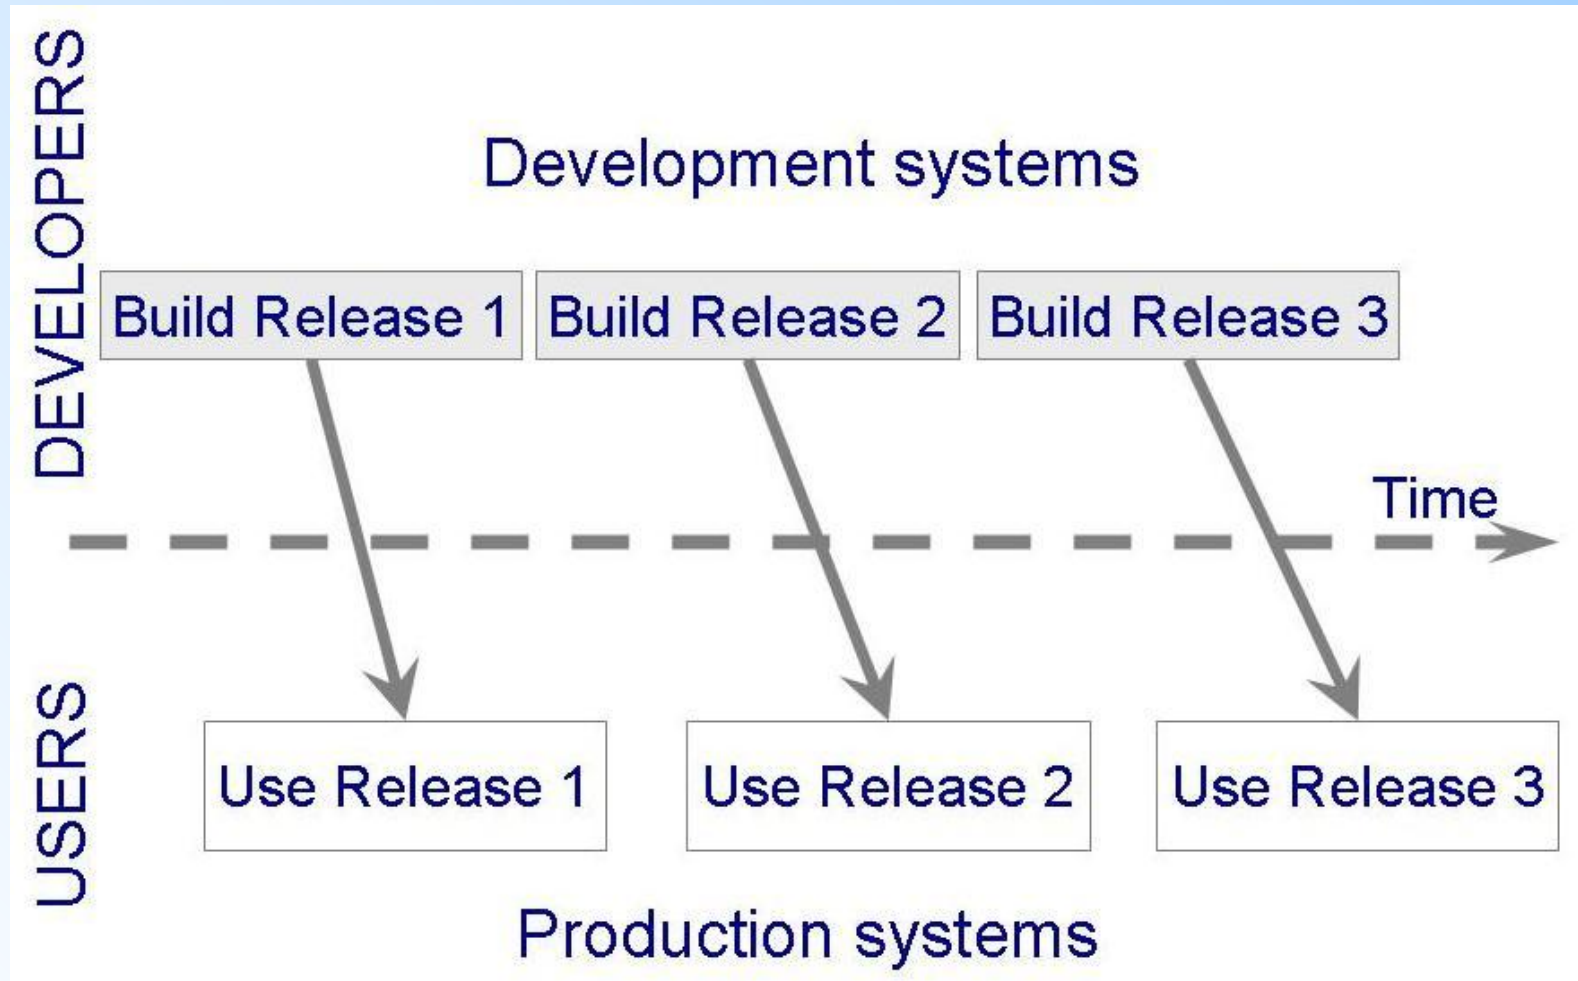 DEVELOPERS
Development systems
Build Release 1
Build Release 2
Build Release 3
Time
USERS
Use Release 1
Use Release 2
Use Release 3
Production systems